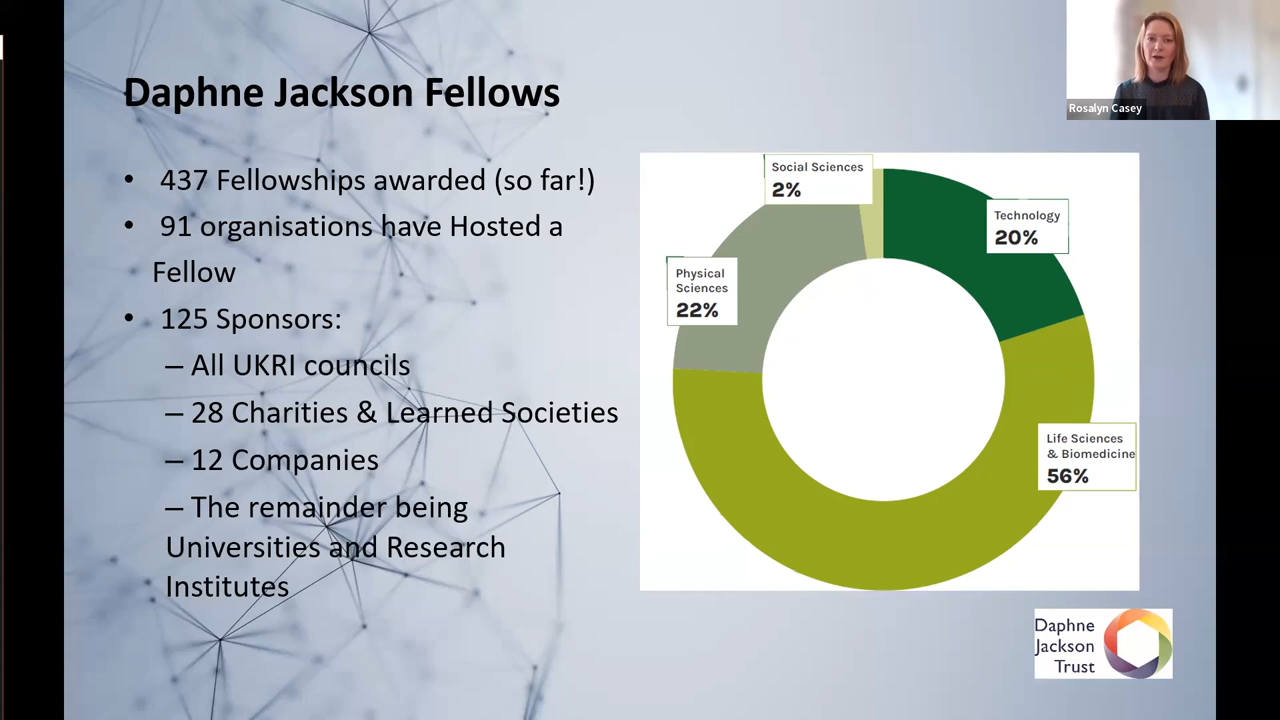 Daphne Jackson Fellows
• 437 Fellowships awarded (so far!)
• 91 organisations have Hosted a
Fellow
• 125 Sponsors:
– All UKRI councils
– 28 Charities & Learned Societies
– 12 Companies
– The remainder being
Universities and Research
Institutes
Social Sciences
2%
Technology
20%
Physical
Sciences
22%
Life Sciences
& Biomedicine
56%
Rosalyn Casey
Daphne
Jackson
Trust